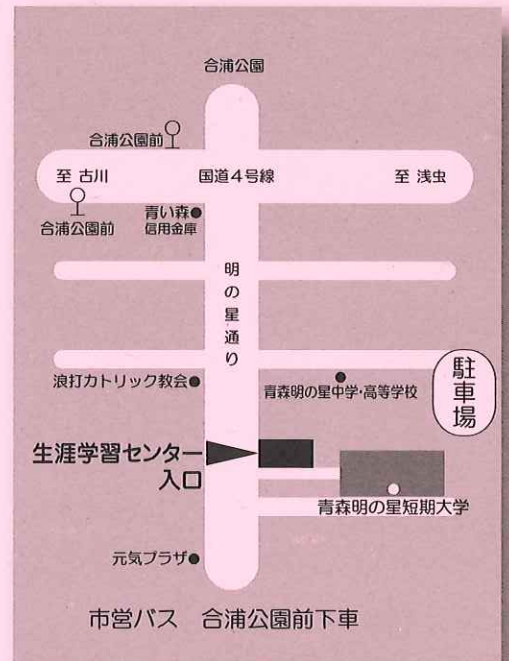 合浦公園
合浦公園前
至 古川
国道4号線
至 浅虫
合浦公園前
青い森
信用金庫
明の星通り
浪打カトリック教会
青森明の星中学・高等学校
駐車場
生涯学習センター
入口
青森明の星短期大学
元気プラザ
市営バス 合浦公園前下車